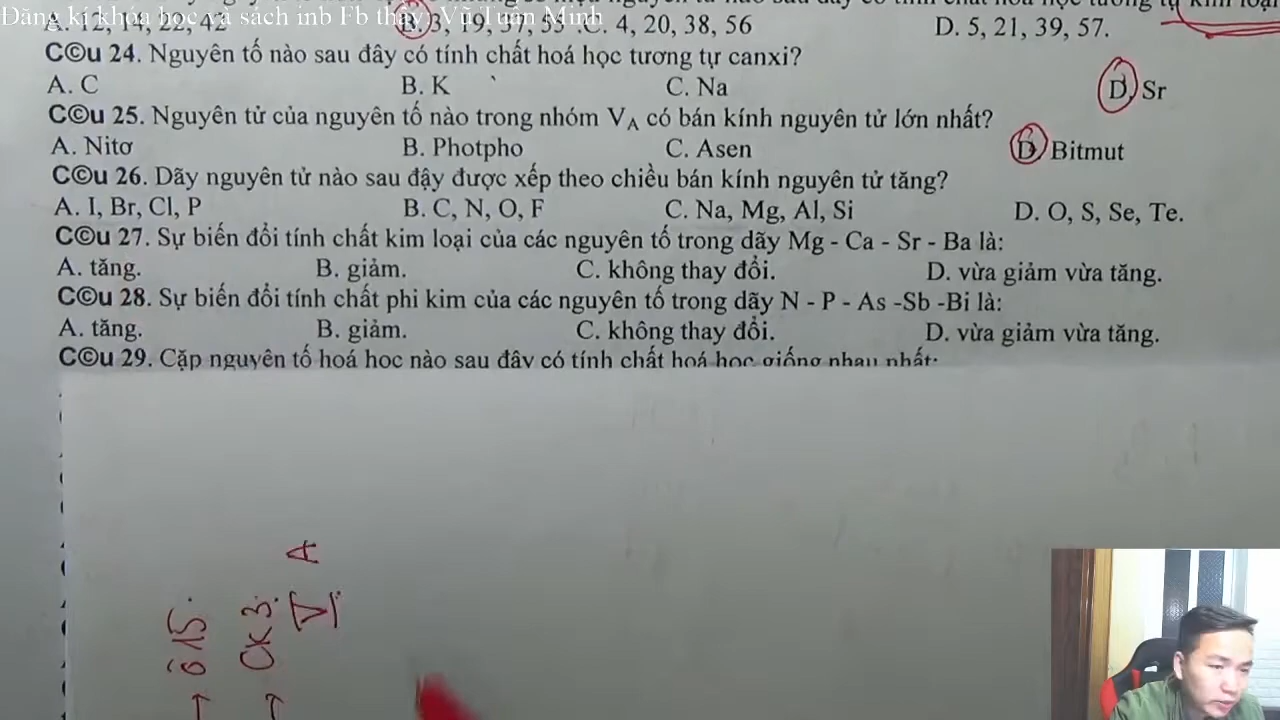 Đăng kí khóa học và sách inb Fb thầy: Vũ Tuấn Minh
A. 12, 14, 22, 42 B. 3, 19, 37, 55 .C. 4, 20, 38, 56 D. 5, 21, 39, 57.
C©u 24. Nguyên tố nào sau đây có tính chất hoá học tương tự canxi?
A. C B. K C. Na D. Sr
C©u 25. Nguyên tử của nguyên tố nào trong nhóm VA có bán kính nguyên tử lớn nhất?
A. Nitơ B. Photpho C. Asen D. Bitmut
C©u 26. Dãy nguyên tử nào sau đậy được xếp theo chiều bán kính nguyên tử tăng?
A. I, Br, Cl, P B. C, N, O, F C. Na, Mg, Al, Si D. O, S, Se, Te.
C©u 27. Sự biến đổi tính chất kim loại của các nguyên tố trong dãy Mg - Ca - Sr - Ba là:
A. tăng. B. giảm. C. không thay đổi. D. vừa giảm vừa tăng.
C©u 28. Sự biến đổi tính chất phi kim của các nguyên tố trong dãy N - P - As -Sb -Bi là:
A. tăng. B. giảm. C. không thay đổi. D. vừa giảm vừa tăng.
C©u 29. Cặp nguyên tố hoá học nào sau đây có tính chất hoá học giống nhau nhất:
→ ô 15.
→ CK 3.
V A